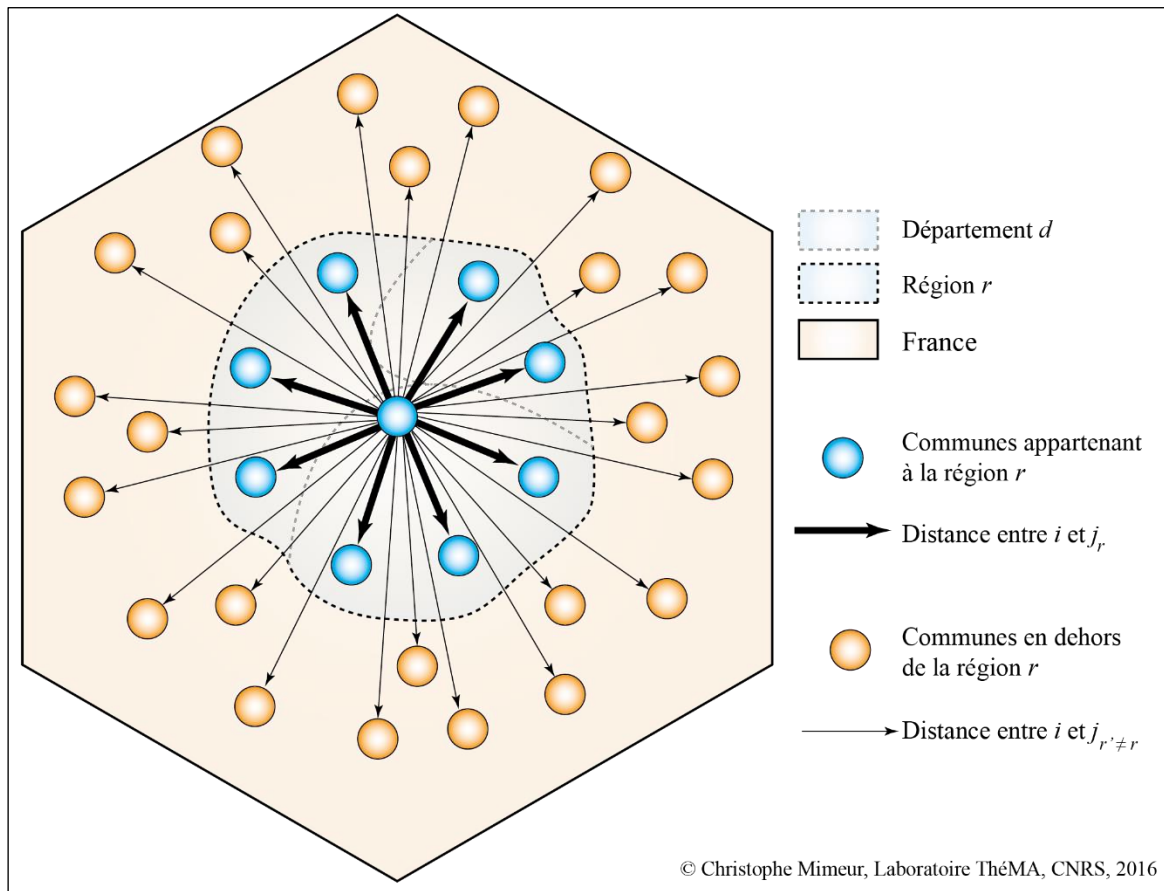 Département d
Région r
France
Communes appartenant
à la région r
Distance entre i et jr
Communes en dehors
de la région r
Distance entre i et jr'≠r
© Christophe Mimeur, Laboratoire ThéMA, CNRS, 2016